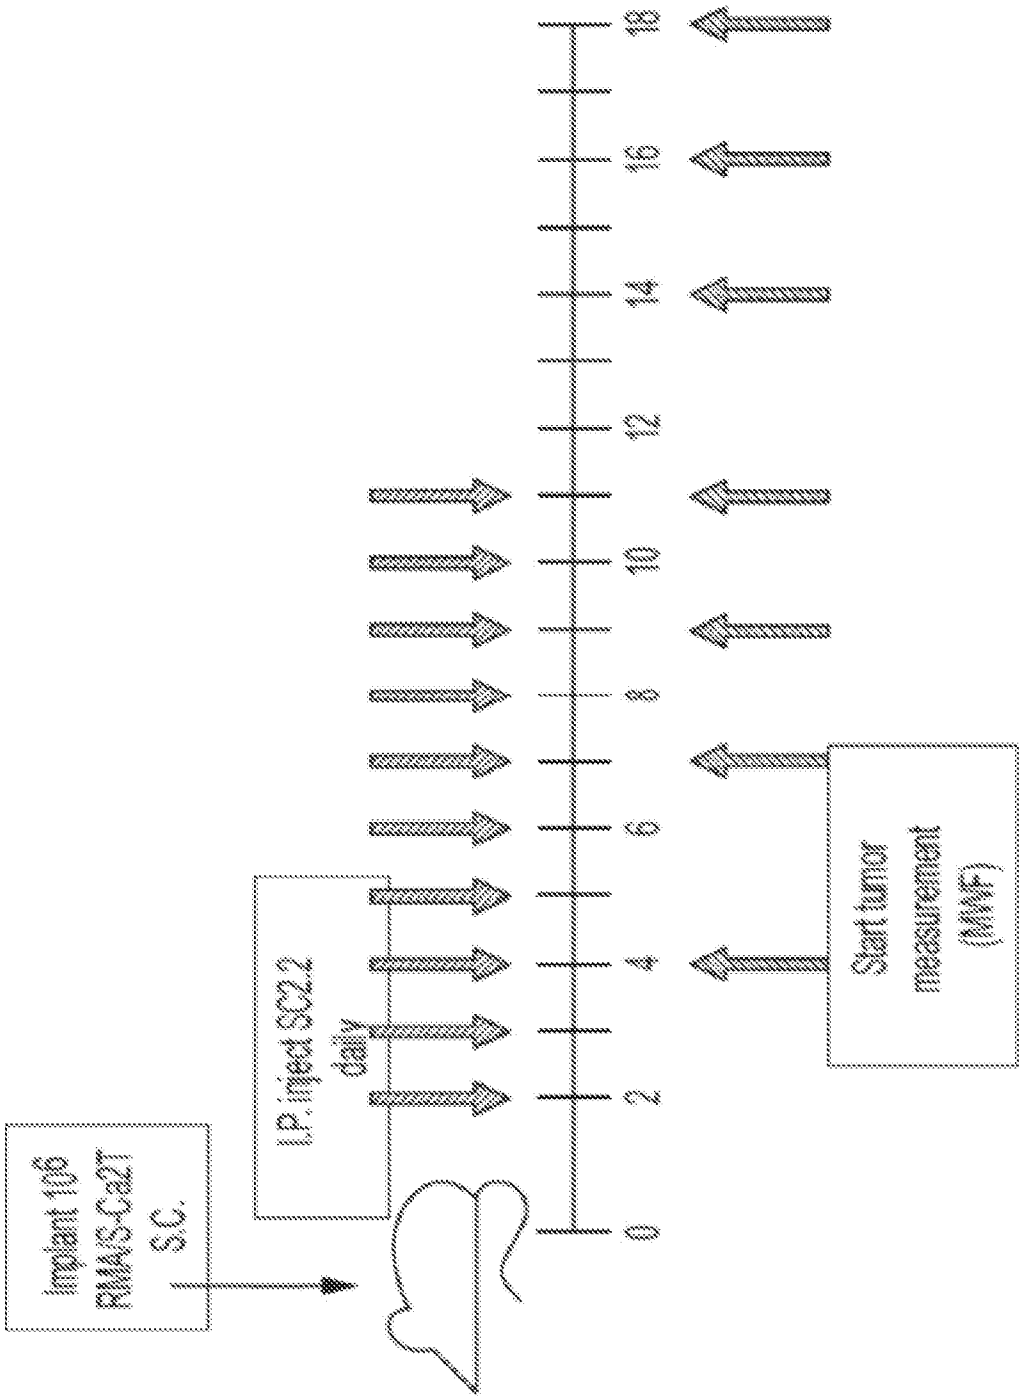 Implant 10⁶
RMA/S-Ca2T
S.C.
I.P. inject SC2.2
daily
0
2
4
6
8
10
12
14
16
18
Start tumor
measurement
(MWF)